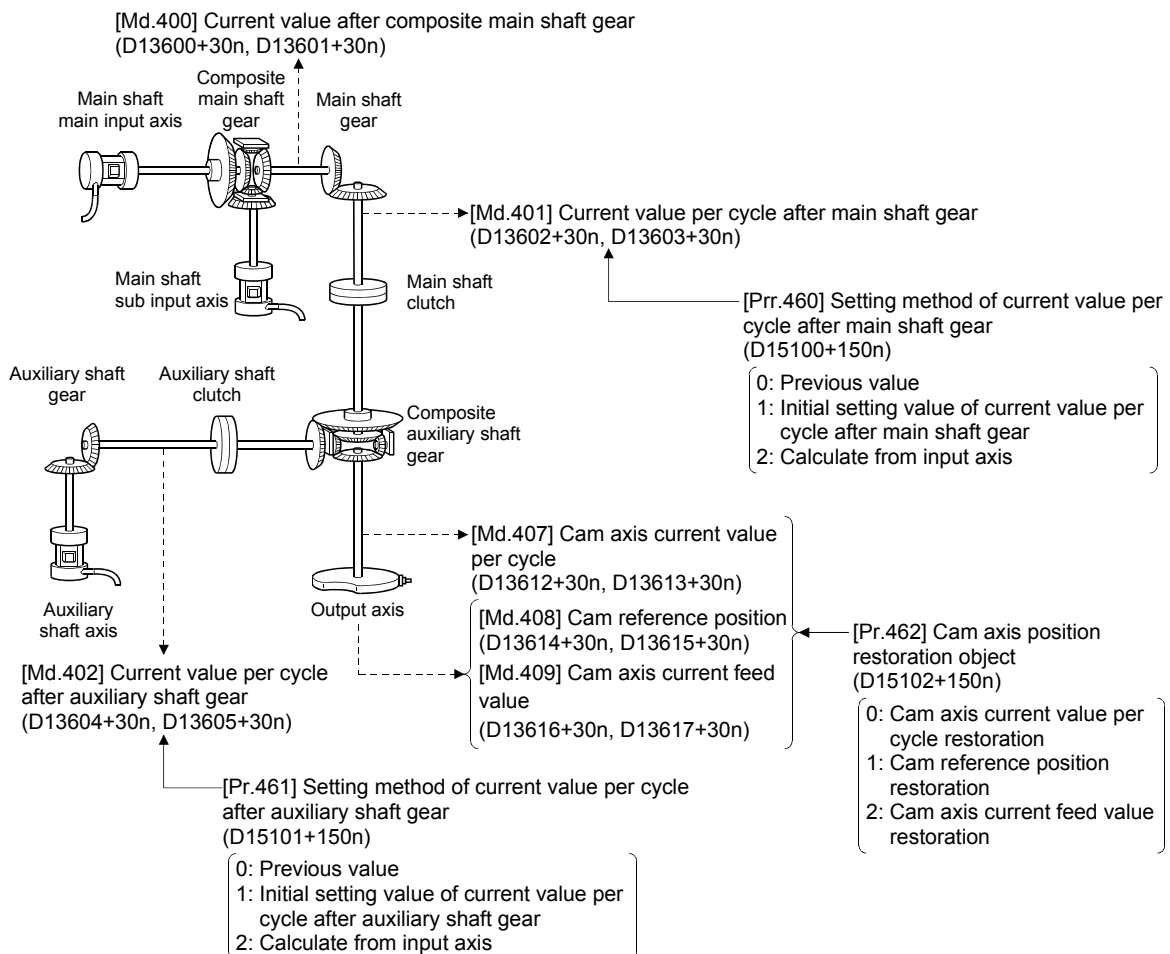 [Md.400] Current value after composite main shaft gear
(D13600+30n, D13601+30n)
Main shaft
main input axis
Composite
main shaft
gear
Main shaft
gear
[Md.401] Current value per cycle after main shaft gear
(D13602+30n, D13603+30n)
Main shaft
sub input axis
Main shaft
clutch
[Prr.460] Setting method of current value per
cycle after main shaft gear
(D15100+150n)
0: Previous value
1: Initial setting value of current value per
cycle after main shaft gear
2: Calculate from input axis
Auxiliary shaft
gear
Auxiliary shaft
clutch
Composite
auxiliary shaft
gear
Auxiliary
shaft axis
Output axis
[Md.407] Cam axis current value
per cycle
(D13612+30n, D13613+30n)
[Md.408] Cam reference position
(D13614+30n, D13615+30n)
[Md.409] Cam axis current feed
value
(D13616+30n, D13617+30n)
[Pr.462] Cam axis position
restoration object
(D15102+150n)
0: Cam axis current value per
cycle restoration
1: Cam reference position
restoration
2: Cam axis current feed value
restoration
[Md.402] Current value per cycle
after auxiliary shaft gear
(D13604+30n, D13605+30n)
[Pr.461] Setting method of current value per cycle
after auxiliary shaft gear
(D15101+150n)
0: Previous value
1: Initial setting value of current value per
cycle after auxiliary shaft gear
2: Calculate from input axis